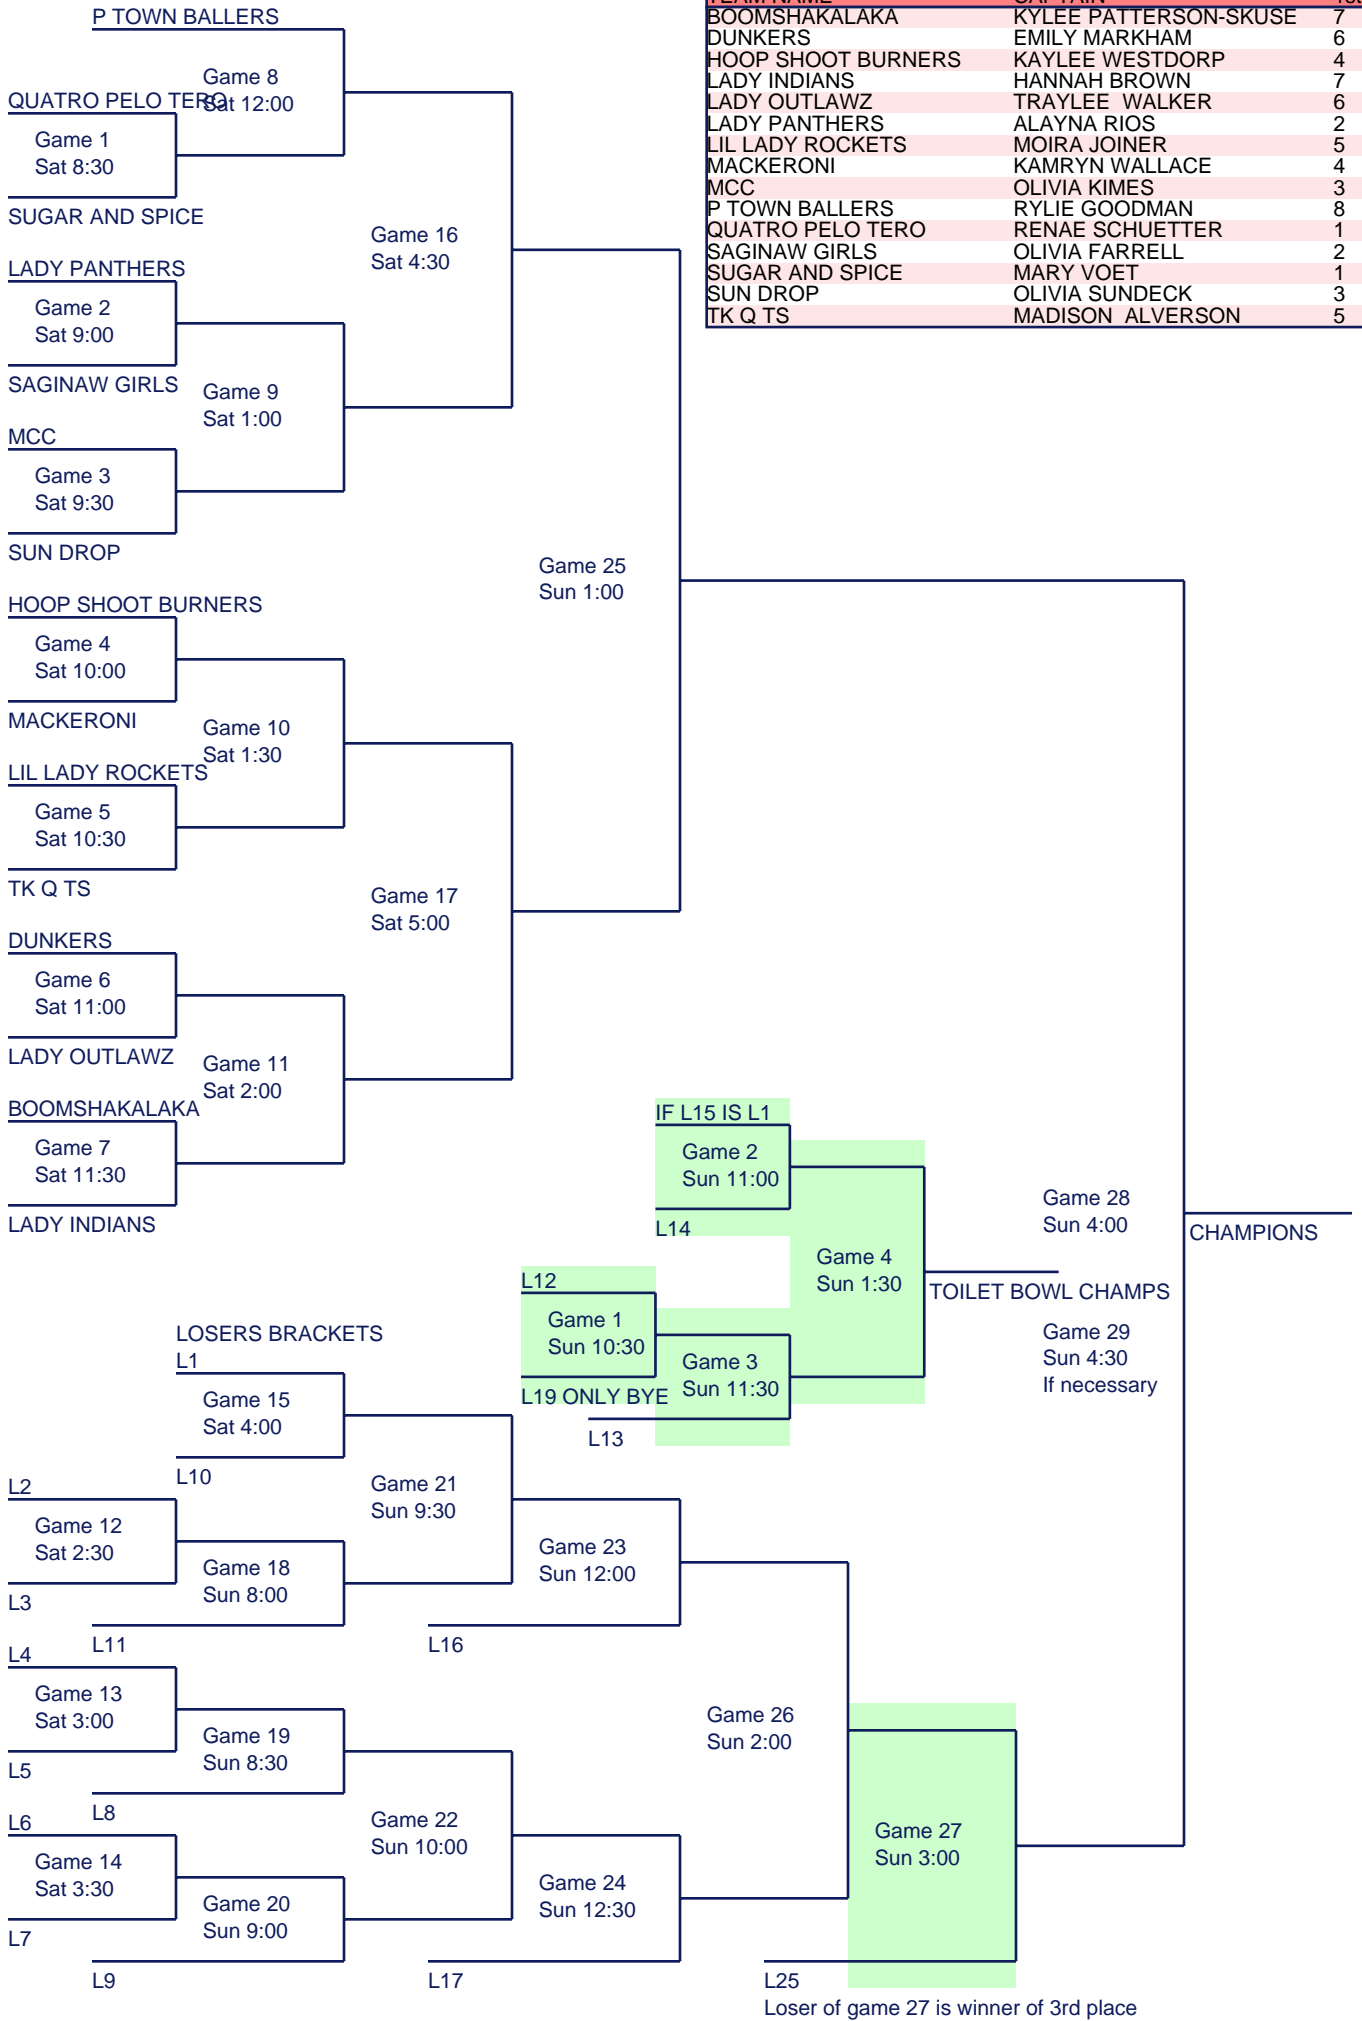 P TOWN BALLERS
Game 8
Sat 12:00
QUATRO PELO TERO
Game 1
Sat 8:30
SUGAR AND SPICE
LADY PANTHERS
Game 2
Sat 9:00
SAGINAW GIRLS
Game 9
Sat 1:00
MCC
Game 3
Sat 9:30
SUN DROP
Game 16
Sat 4:30
HOOP SHOOT BURNERS
Game 4
Sat 10:00
MACKERONI
Game 10
Sat 1:30
LIL LADY ROCKETS
Game 5
Sat 10:30
TK Q TS
Game 25
Sun 1:00
Game 17
Sat 5:00
DUNKERS
Game 6
Sat 11:00
LADY OUTLAWZ
Game 11
Sat 2:00
BOOMSHAKALAKA
Game 7
Sat 11:30
LADY INDIANS
TEAM NAME CAPTAIN 1st
BOOMSHAKALAKA KYLEE PATTERSON-SKUSE 7
DUNKERS EMILY MARKHAM 6
HOOP SHOOT BURNERS KAYLEE WESTDORP 4
LADY INDIANS HANNAH BROWN 7
LADY OUTLAWZ TRAYLEE WALKER 6
LADY PANTHERS ALAYNA RIOS 2
LIL LADY ROCKETS MOIRA JOINER 5
MACKERONI KAMRYN WALLACE 4
MCC OLIVIA KIMES 3
P TOWN BALLERS RYLIE GOODMAN 8
QUATRO PELO TERO RENAE SCHUETTER 1
SAGINAW GIRLS OLIVIA FARRELL 2
SUGAR AND SPICE MARY VOET 1
SUN DROP OLIVIA SUNDECK 3
TK Q TS MADISON ALVERSON 5
IF L15 IS L1
Game 2
Sun 11:00
L14
Game 4
Sun 1:30
TOILET BOWL CHAMPS
L12
Game 1
Sun 10:30
L19 ONLY BYE
Game 3
Sun 11:30
L13
Game 28
Sun 4:00
CHAMPIONS
Game 29
Sun 4:30
If necessary
LOSERS BRACKETS
L1
Game 15
Sat 4:00
L10
Game 21
Sun 9:30
L2
Game 12
Sat 2:30
L3
Game 18
Sun 8:00
L11
Game 23
Sun 12:00
L16
L4
Game 13
Sat 3:00
L5
Game 19
Sun 8:30
L8
Game 26
Sun 2:00
L6
Game 14
Sat 3:30
L7
Game 22
Sun 10:00
Game 20
Sun 9:00
L9
Game 24
Sun 12:30
L17
Game 27
Sun 3:00
L25
Loser of game 27 is winner of 3rd place